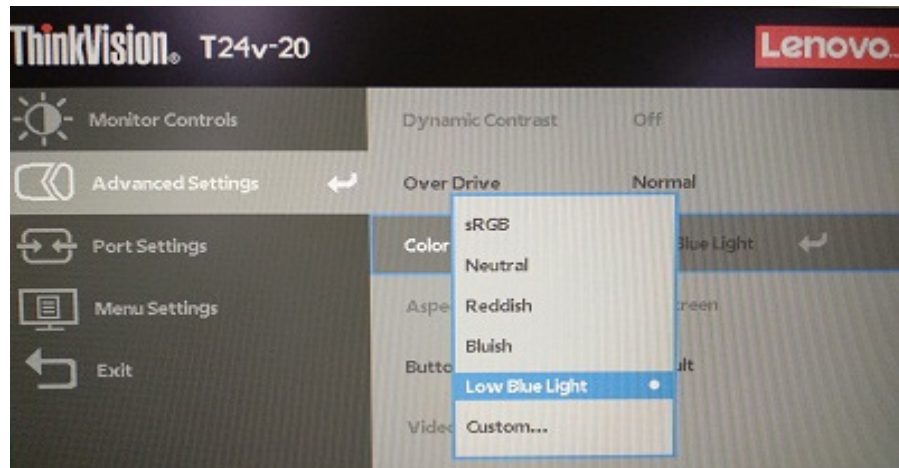 ThinkVision® T24v-20
Lenovo
Monitor Controls
Advanced Settings
Port Settings
Menu Settings
Exit
Dynamic Contrast Off
Over Drive Normal
Color Blue Light
sRGB
Neutral
Reddish
Bluish
Low Blue Light
Custom...